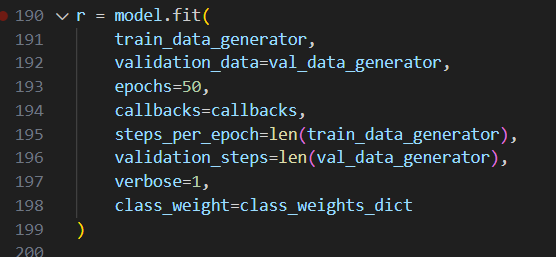 190 r = model.fit(
191 train_data_generator,
192 validation_data=val_data_generator,
193 epochs=50,
194 callbacks=callbacks,
195 steps_per_epoch=len(train_data_generator),
196 validation_steps=len(val_data_generator),
197 verbose=1,
198 class_weight=class_weights_dict
199 )
200